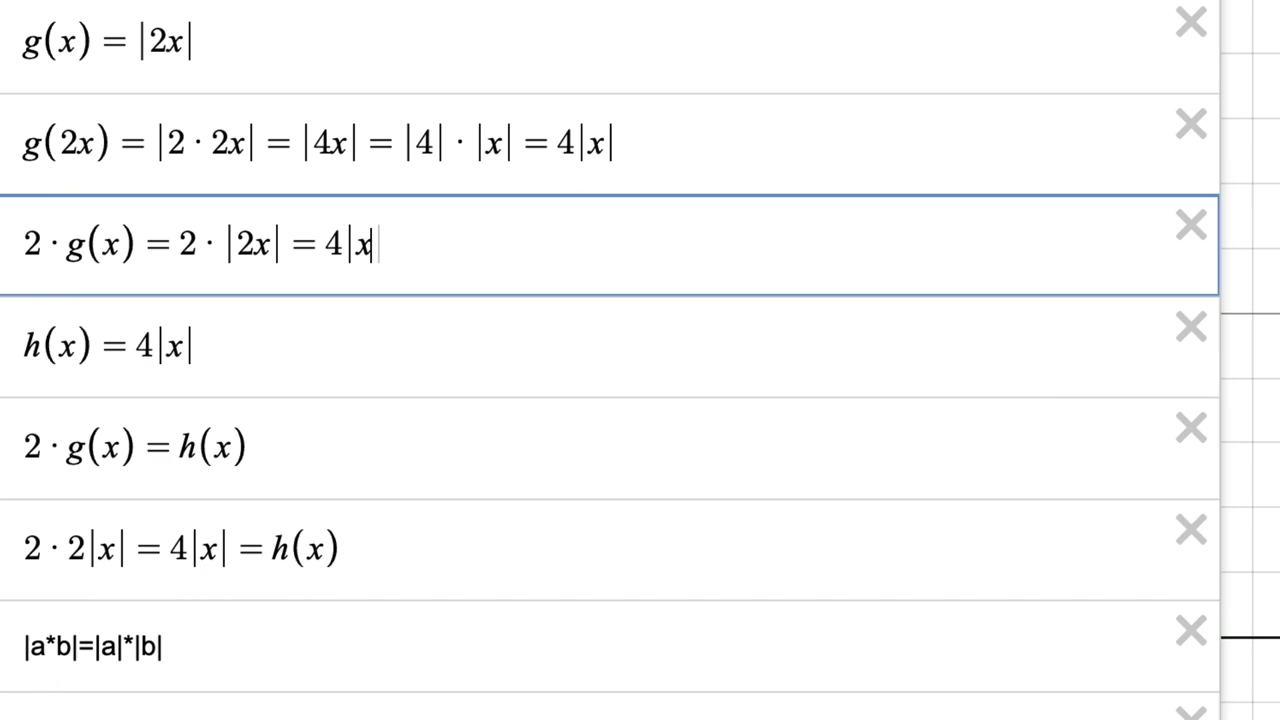 g(x) = |2x|
g(2x) = |2 · 2x| = |4x| = |4| · |x| = 4|x|
2 · g(x) = 2 · |2x| = 4|x|
h(x) = 4|x|
2 · g(x) = h(x)
2 · 2|x| = 4|x| = h(x)
|a*b|=|a|*|b|